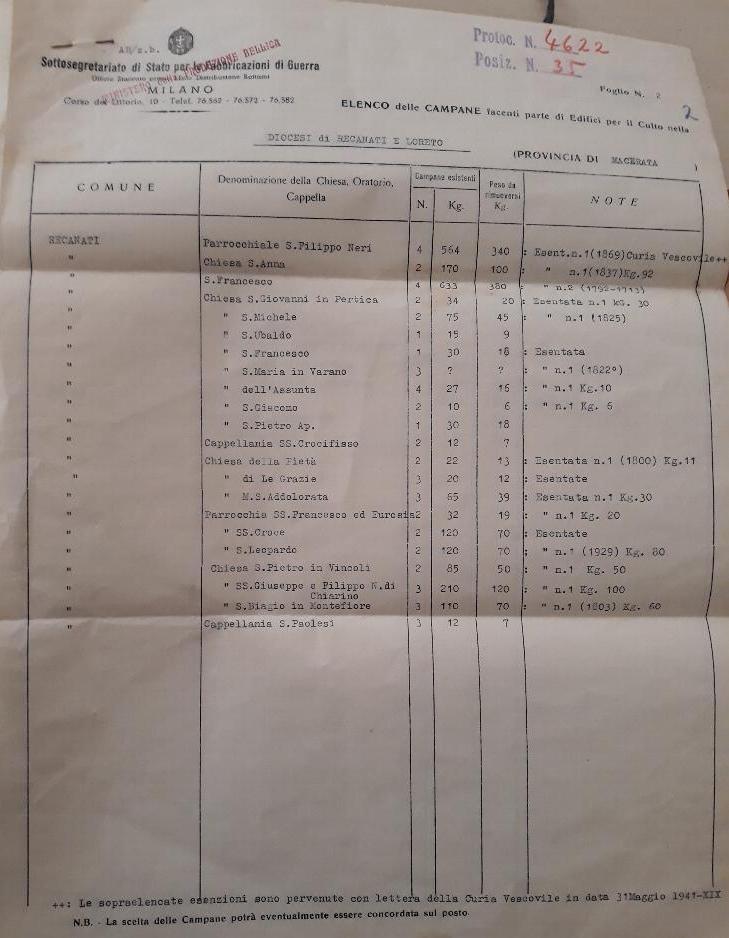 AB/z.b.
Sottosegretariato di Stato per le Fabbricazioni di Guerra
MINISTERO PRODUZIONE BELLICA
Ufficio
MILANO
Corso del Littorio, 10 - Telef. 76.562 - 76.572 - 76.582
Protoc. N. 4622
Posiz. N. 35
Foglio N. 2
2
ELENCO delle CAMPANE facenti parte di Edifici per il Culto nella
DIOCESI di RECANATI E LORETO
(PROVINCIA DI MACERATA )
COMUNE Denominazione della Chiesa, Oratorio, Cappella Campane esistenti N. Kg. Peso da rimuoversi Kg. NOTE
RECANATI Parrocchiale S.Filippo Neri 4 564 340 : Esent.n.1(1869)Curia Vescovile++
" Chiesa S.Anna 2 170 100 : " n.1(1837)Kg.92
" S.Francesco 4 633 380 : " n.2 (1792-1713)
" Chiesa S.Giovanni in Pertica 2 34 20 : Esentata n.1 kG. 30
" " S.Michele 2 75 45 : " n.1 (1825)
" " S.Ubaldo 1 15 9
" " S.Francesco 1 30 18 : Esentata
" " S.Maria in Varano 3 ? ? : " n.1 (1822°)
" " dell'Assunta 4 27 16 : " n.1 Kg.10
" " S.Giacomo 2 10 6 : " n.1 Kg. 6
" " S.Pietro Ap. 1 30 18
" Cappellania SS.Crocifisso 2 12 7
" Chiesa della Pietà 2 22 13 : Esentata n.1 (1800) Kg.11
" " di Le Grazie 3 20 12 : Esentate
" " M.S.Addolorata 3 65 39 : Esentata n.1 Kg.30
" Parrocchia SS.Francesco ed Eurosia 2 32 19 : " n.1 Kg. 20
" " SS.Croce 2 120 70 : Esentate
" " S.Leopardo 2 120 70 : " n.1 (1929) Kg. 80
" Chiesa S.Pietro in Vincoli 2 85 50 : " n.1 Kg. 50
" " SS.Giuseppe e Filippo N.di Chiarino 3 210 120 : " n.1 Kg. 100
" " S.Biagio in Montefiore 3 110 70 : " n.1 (1803) Kg. 60
" Cappellania S.Paolesi 3 12 7
++: Le sopraelencate esenzioni sono pervenute con lettera della Curia Vescovile in data 31Maggio 1941-XIX
N.B. - La scelta delle Campane potrà eventualmente essere concordata sul posto